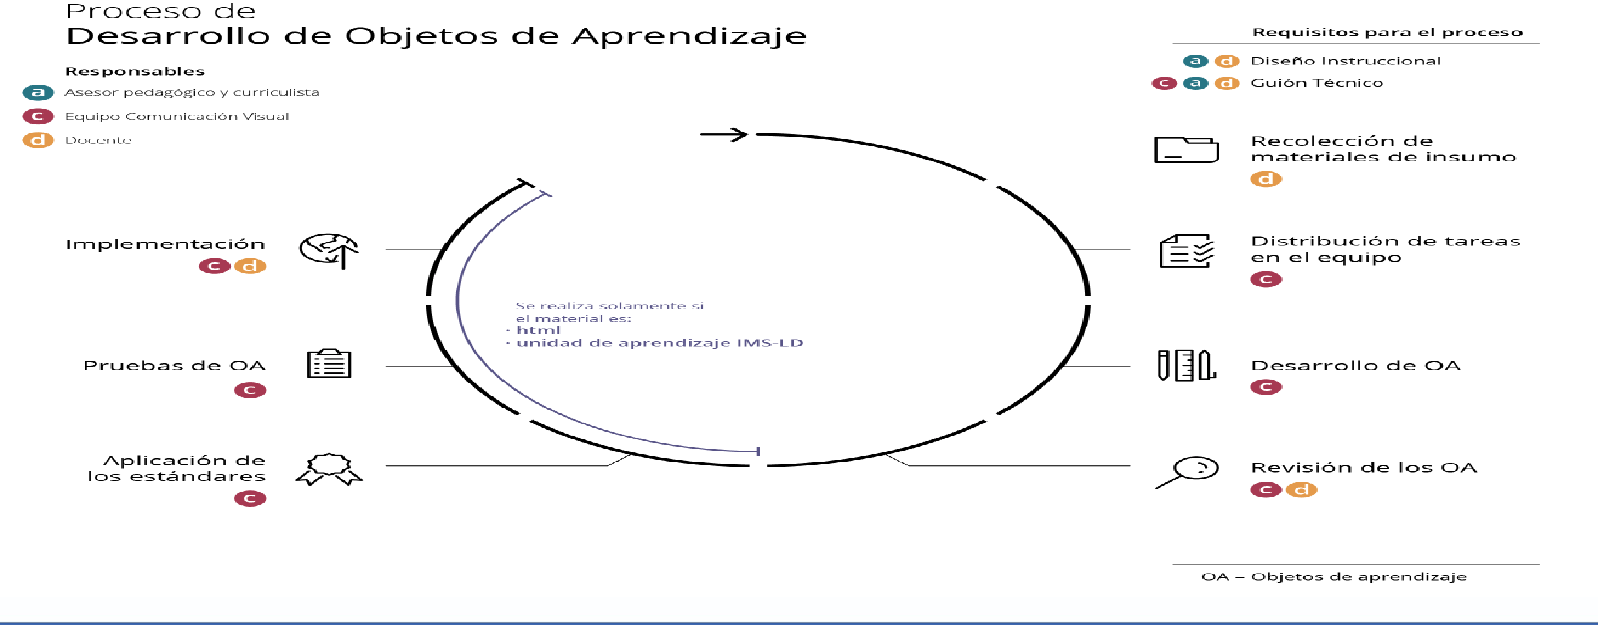 Proceso de
Desarrollo de Objetos de Aprendizaje
Responsables
a Asesor pedagógico y curriculista
c Equipo Comunicación Visual
d Docente
Requisitos para el proceso
a d Diseño Instruccional
c a d Guión Técnico
Recolección de
materiales de insumo
d
Distribución de tareas
en el equipo
c
Desarrollo de OA
c
Revisión de los OA
c d
Aplicación de
los estándares
c
Pruebas de OA
c
Implementación
c d
Se realiza solamente si
el material es:
- html
- unidad de aprendizaje IMS-LD
OA – Objetos de aprendizaje